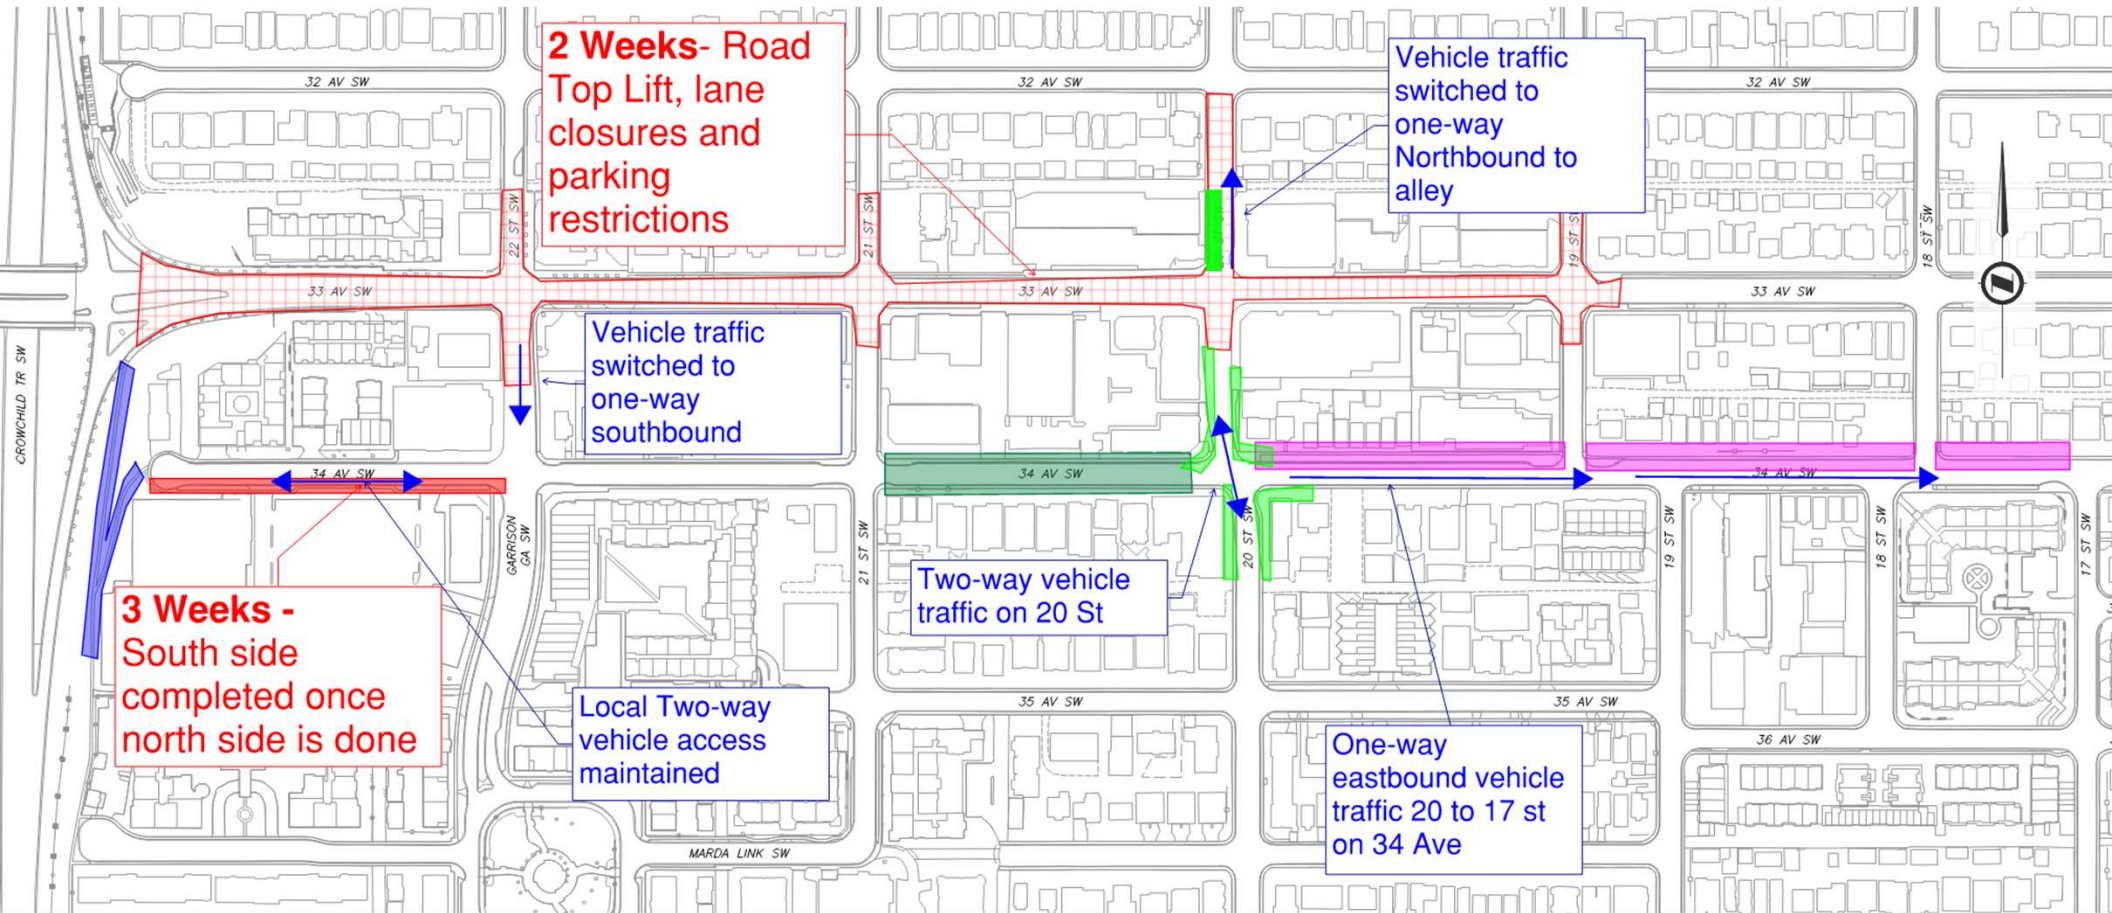 32 AV SW
32 AV SW
32 AV SW
2 Weeks- Road
Top Lift, lane
closures and
parking
restrictions
Vehicle traffic
switched to
one-way
Northbound to
alley
22 ST SW
21 ST SW
19 ST S
18 ST SW
33 AV SW
33 AV SW
33 AV SW
Vehicle traffic
switched to
one-way
southbound
CROWCHILD TR SW
34 AV SW
34 AV SW
34 AV SW
GARRISON
GA SW
21 ST SW
20 ST SW
19 ST SW
18 ST SW
17 ST SW
3 Weeks -
South side
completed once
north side is done
Two-way vehicle
traffic on 20 St
Local Two-way
vehicle access
maintained
35 AV SW
35 AV SW
36 AV SW
One-way
eastbound vehicle
traffic 20 to 17 st
on 34 Ave
MARDA LINK SW